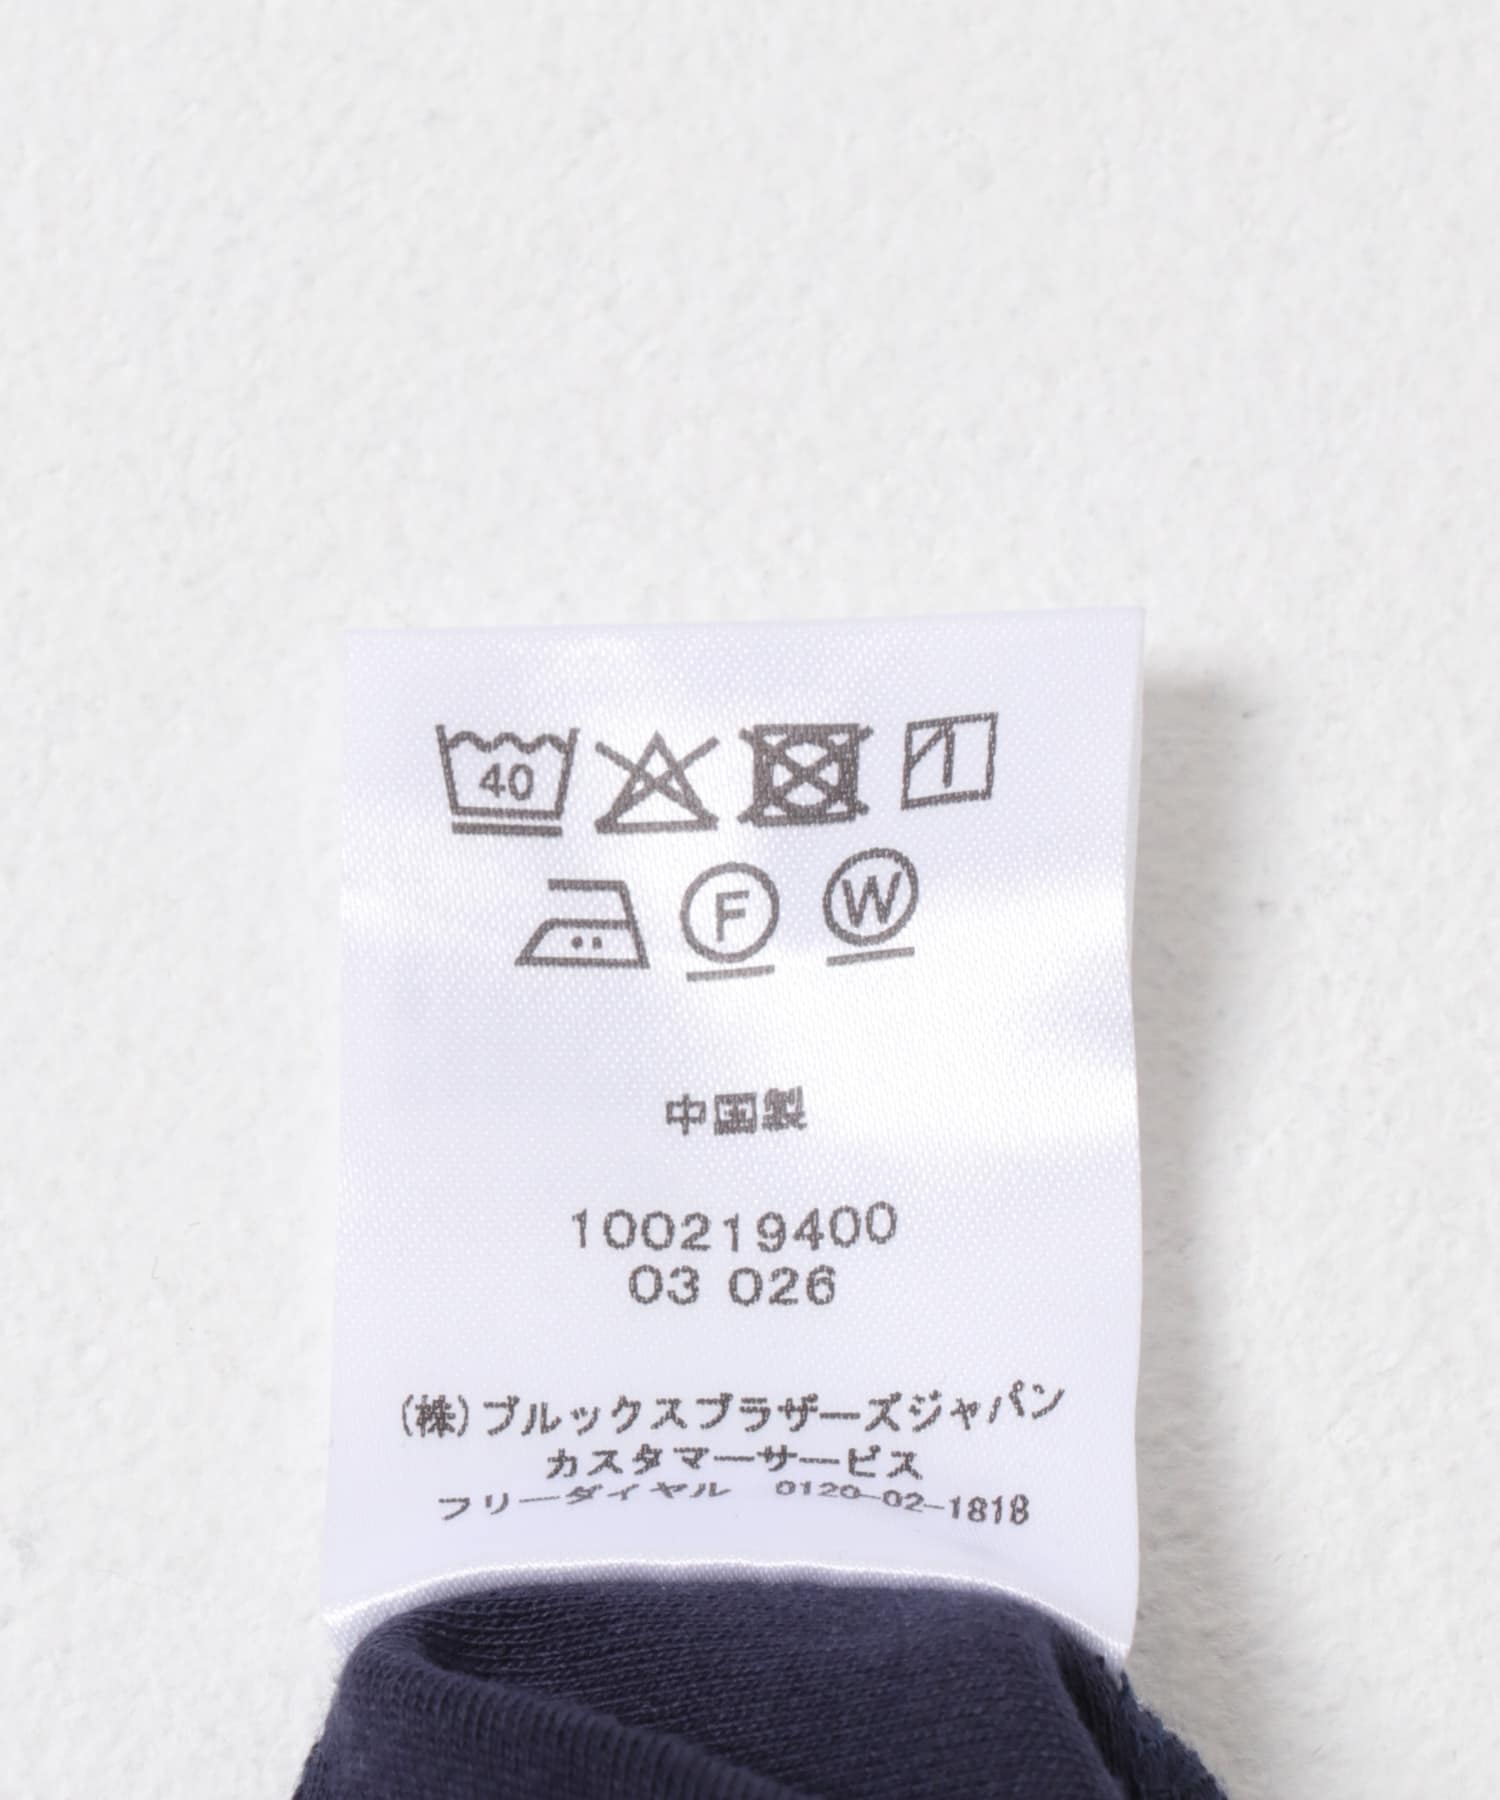 40
F W
中国製
100219400
03 026
(株)ブルックスブラザーズジャパン
カスタマーサービス
フリーダイヤル 0120-02-1818